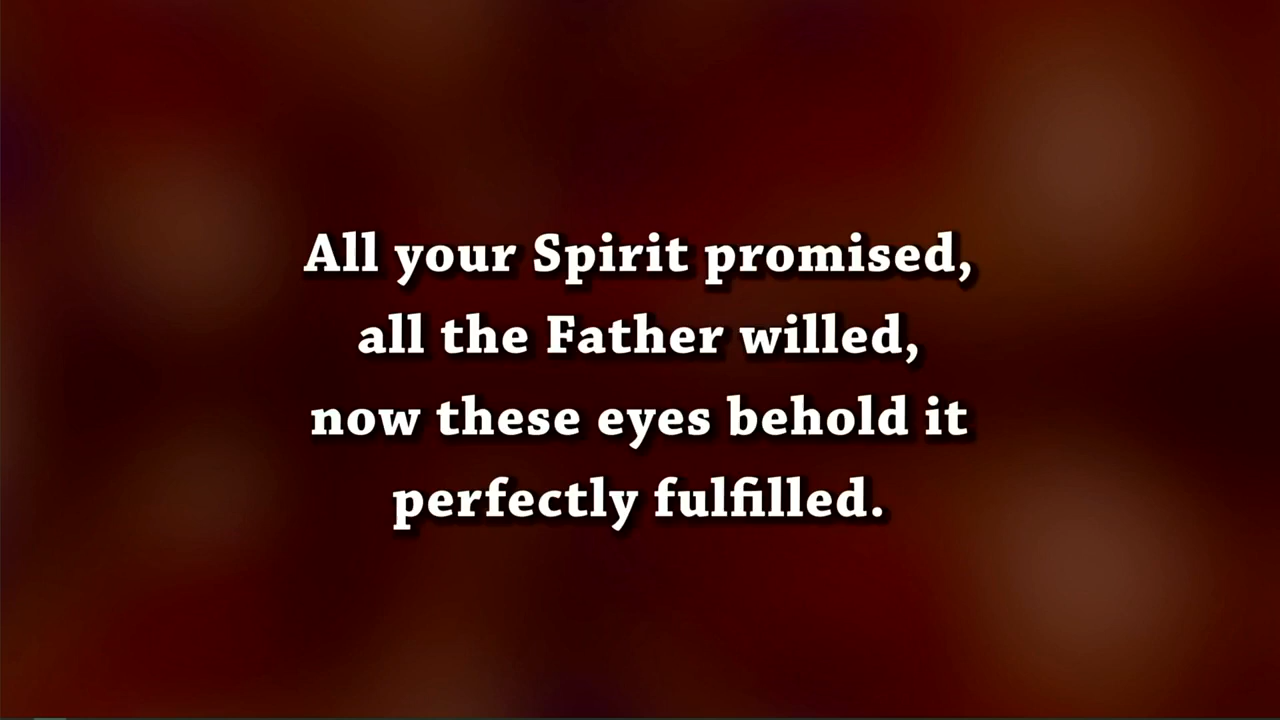 All your Spirit promised,
all the Father willed,
now these eyes behold it
perfectly fulfilled.